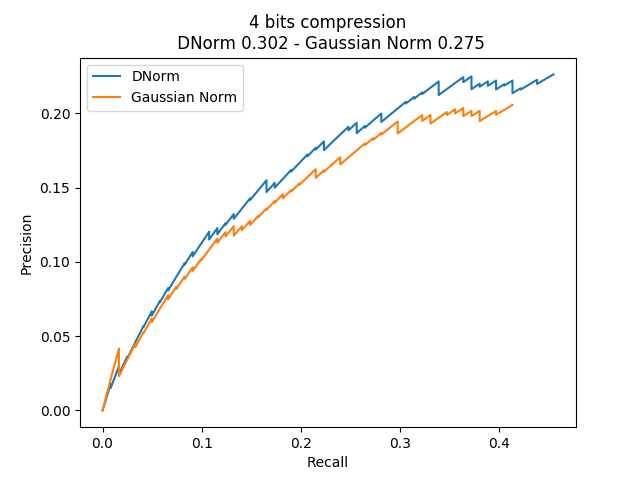 4 bits compression
DNorm 0.302 - Gaussian Norm 0.275
DNorm
Gaussian Norm
0.20
0.15
0.10
0.05
0.00
Precision
0.0 0.1 0.2 0.3 0.4
Recall